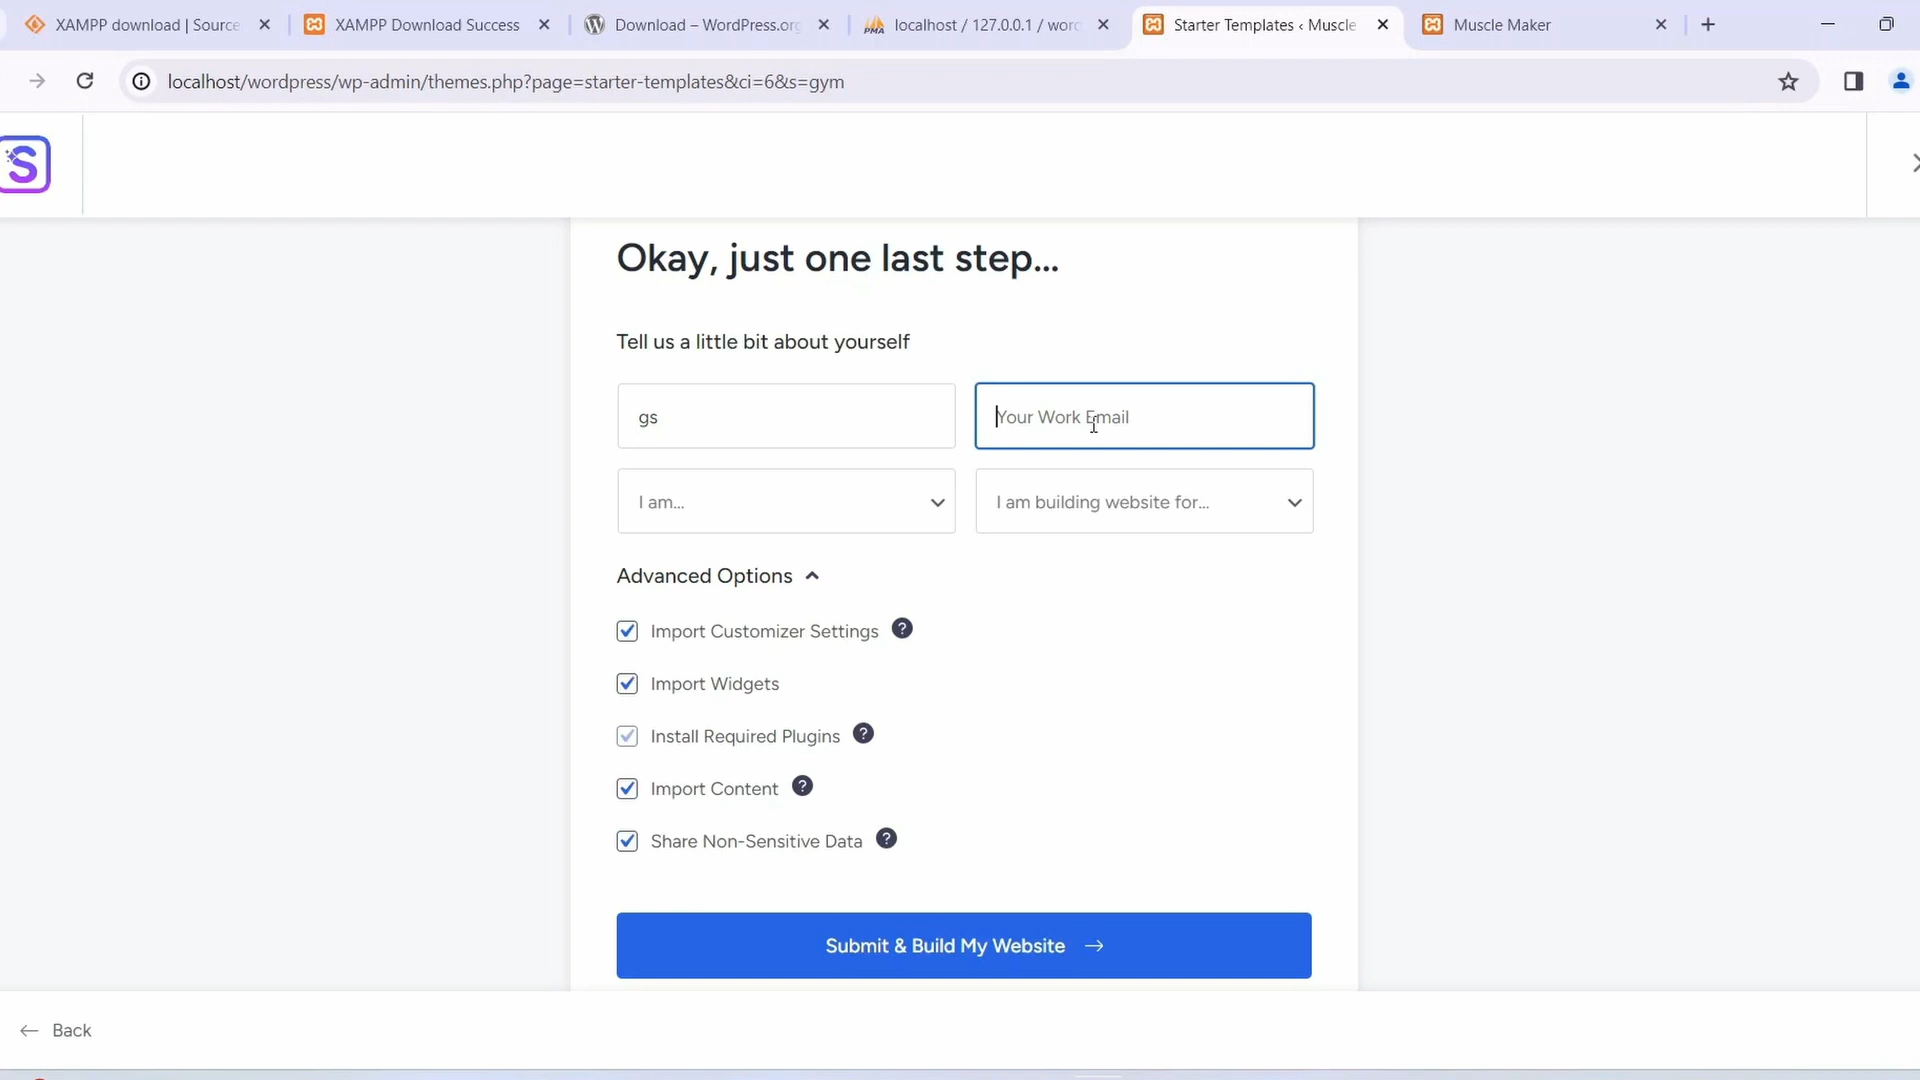 XAMPP download | Source
XAMPP Download Success
Download – WordPress.org
localhost / 127.0.0.1 / word
Starter Templates ‹ Muscle
Muscle Maker
localhost/wordpress/wp-admin/themes.php?page=starter-templates&ci=6&s=gym
Okay, just one last step...
Tell us a little bit about yourself
gs
Your Work Email
I am...
I am building website for...
Advanced Options
Import Customizer Settings ?
Import Widgets
Install Required Plugins ?
Import Content ?
Share Non-Sensitive Data ?
Submit & Build My Website →
← Back